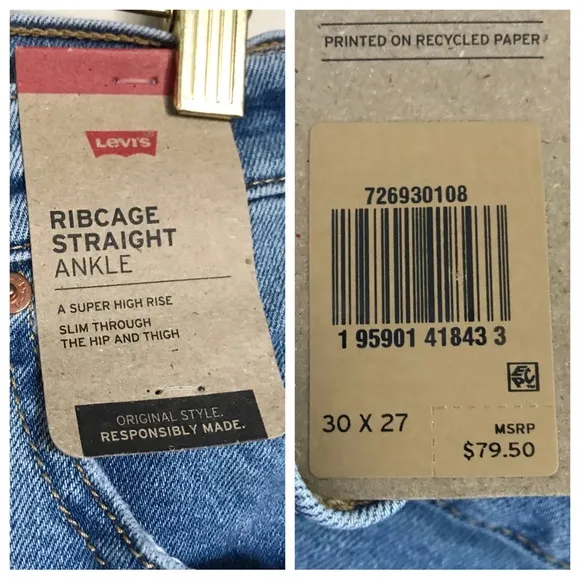 Levi's
RIBCAGE
STRAIGHT
ANKLE
A SUPER HIGH RISE
SLIM THROUGH
THE HIP AND THIGH
ORIGINAL STYLE.
RESPONSIBLY MADE.
PRINTED ON RECYCLED PAPER
726930108
1 95901 41843 3
30 X 27
MSRP
$79.50